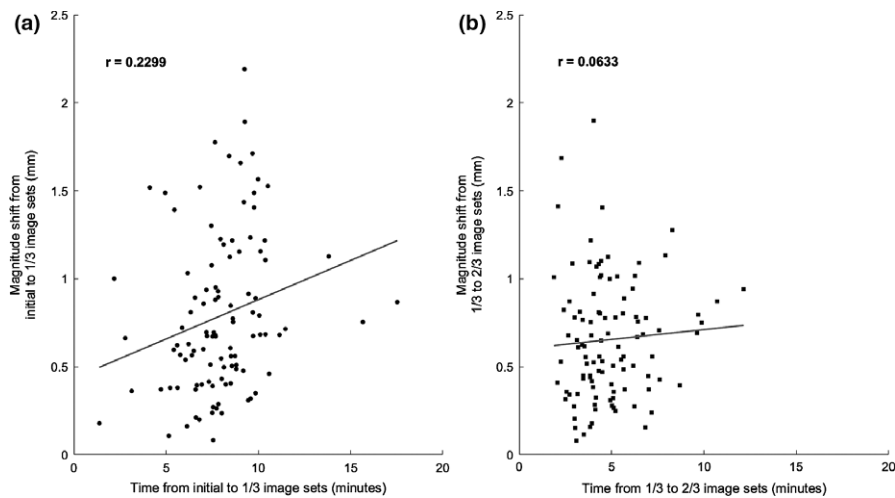 (a)
r = 0.2299
2.5
2
1.5
1
0.5
0
0
5
10
15
20
Magnitude shift from
initial to 1/3 image sets (mm)
Time from initial to 1/3 image sets (minutes)
(b)
r = 0.0633
2.5
2
1.5
1
0.5
0
0
5
10
15
20
Magnitude shift from
1/3 to 2/3 image sets (mm)
Time from 1/3 to 2/3 image sets (minutes)